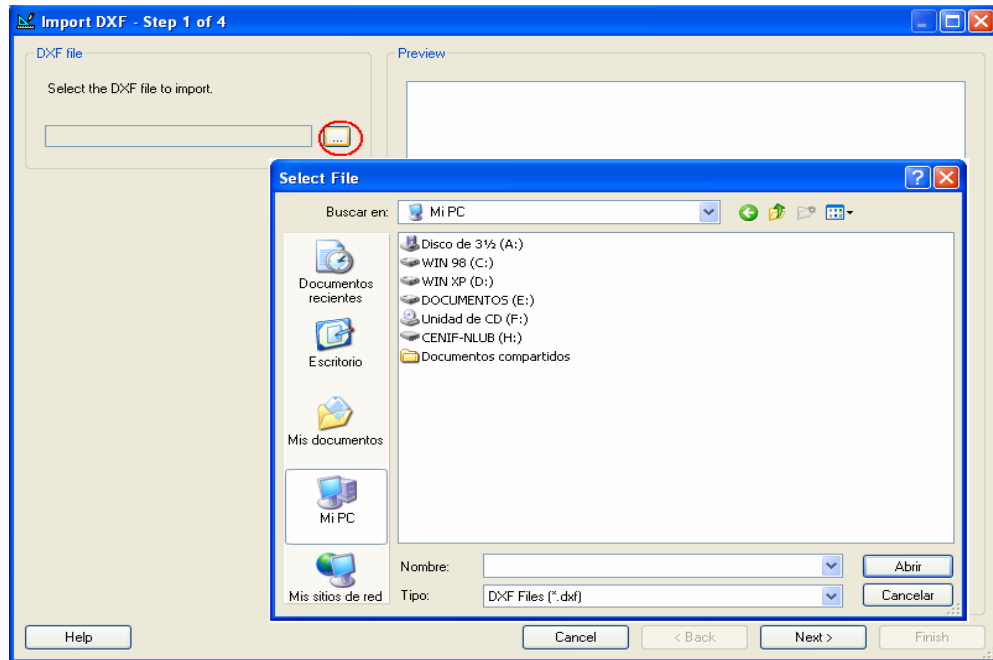 Import DXF - Step 1 of 4
DXF file
Select the DXF file to import.
...
Preview
Select File
Buscar en:
Mi PC
Documentos
recientes
Escritorio
Mis documentos
Mi PC
Mis sitios de red
Disco de 3½ (A:)
WIN 98 (C:)
WIN XP (D:)
DOCUMENTOS (E:)
Unidad de CD (F:)
CENIF-NLUB (H:)
Documentos compartidos
Nombre:
Abrir
Tipo:
DXF Files (*.dxf)
Cancelar
Help
Cancel
< Back
Next >
Finish